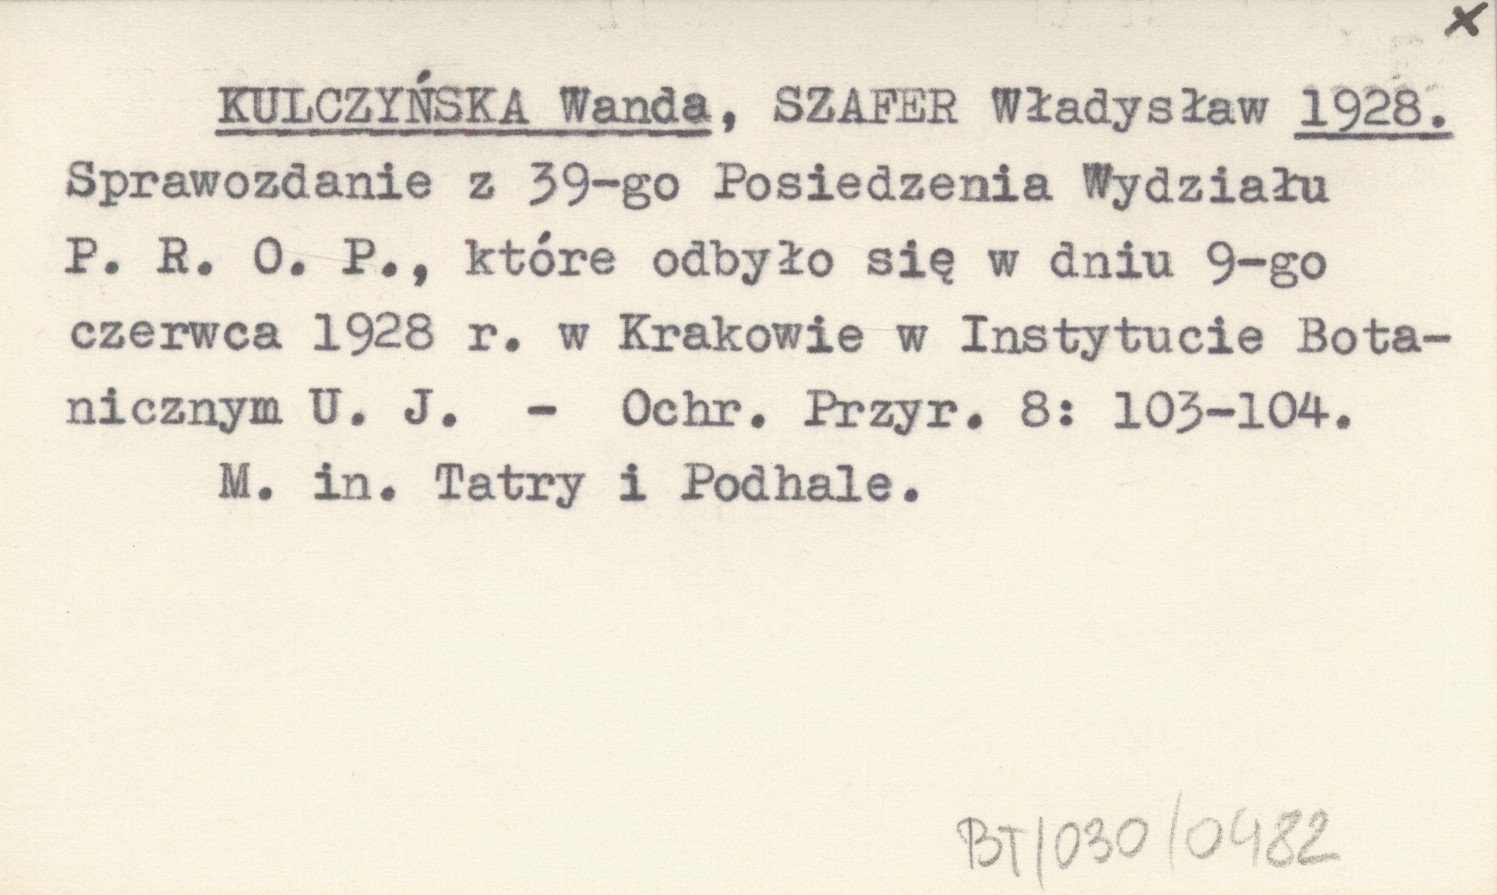 x
KULCZYŃSKA Wanda, SZAFER Władysław 1928.
Sprawozdanie z 39-go Posiedzenia Wydziału
P. R. O. P., które odbyło się w dniu 9-go
czerwca 1928 r. w Krakowie w Instytucie Bota-
nicznym U. J. - Ochr. Przyr. 8: 103-104.
M. in. Tatry i Podhale.
BT/030/0482